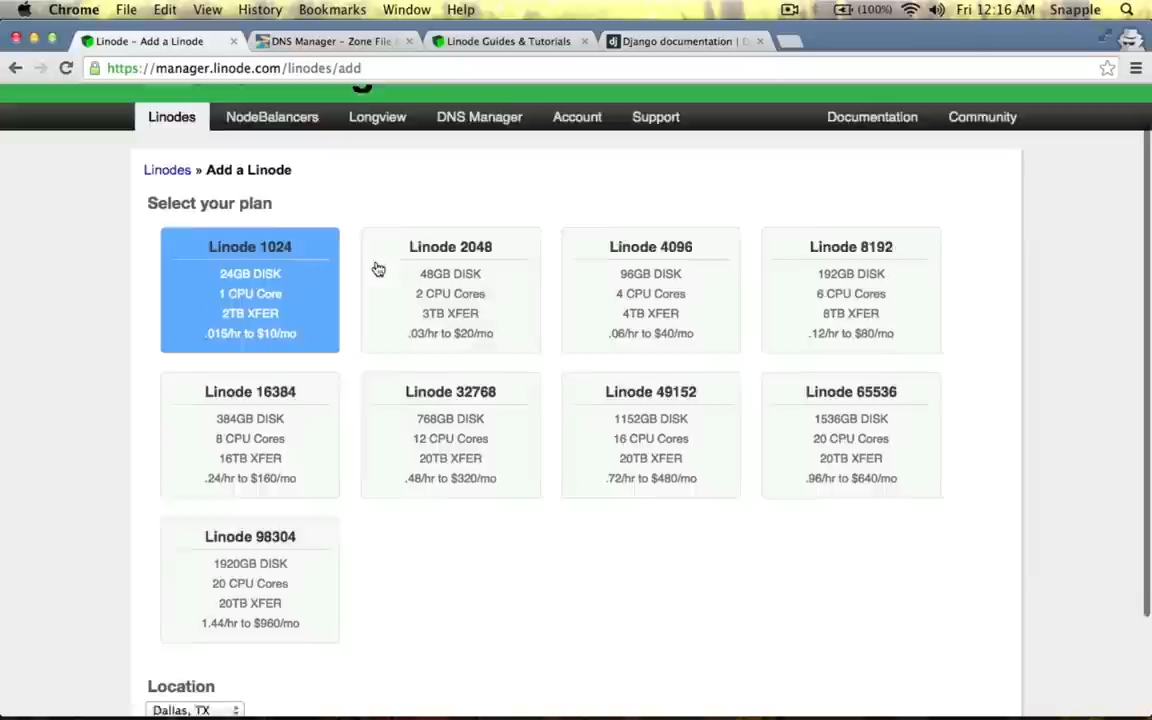 Chrome File Edit View History Bookmarks Window Help (100%) Fri 12:16 AM Snapple
Linode – Add a Linode × DNS Manager – Zone File × Linode Guides & Tutorials × Django documentation | D ×
https://manager.linode.com/linodes/add
Linodes NodeBalancers Longview DNS Manager Account Support Documentation Community
Linodes » Add a Linode
Select your plan
Linode 1024
24GB DISK
1 CPU Core
2TB XFER
.015/hr to $10/mo
Linode 2048
48GB DISK
2 CPU Cores
3TB XFER
.03/hr to $20/mo
Linode 4096
96GB DISK
4 CPU Cores
4TB XFER
.06/hr to $40/mo
Linode 8192
192GB DISK
6 CPU Cores
8TB XFER
.12/hr to $80/mo
Linode 16384
384GB DISK
8 CPU Cores
16TB XFER
.24/hr to $160/mo
Linode 32768
768GB DISK
12 CPU Cores
20TB XFER
.48/hr to $320/mo
Linode 49152
1152GB DISK
16 CPU Cores
20TB XFER
.72/hr to $480/mo
Linode 65536
1536GB DISK
20 CPU Cores
20TB XFER
.96/hr to $640/mo
Linode 98304
1920GB DISK
20 CPU Cores
20TB XFER
1.44/hr to $960/mo
Location
Dallas, TX